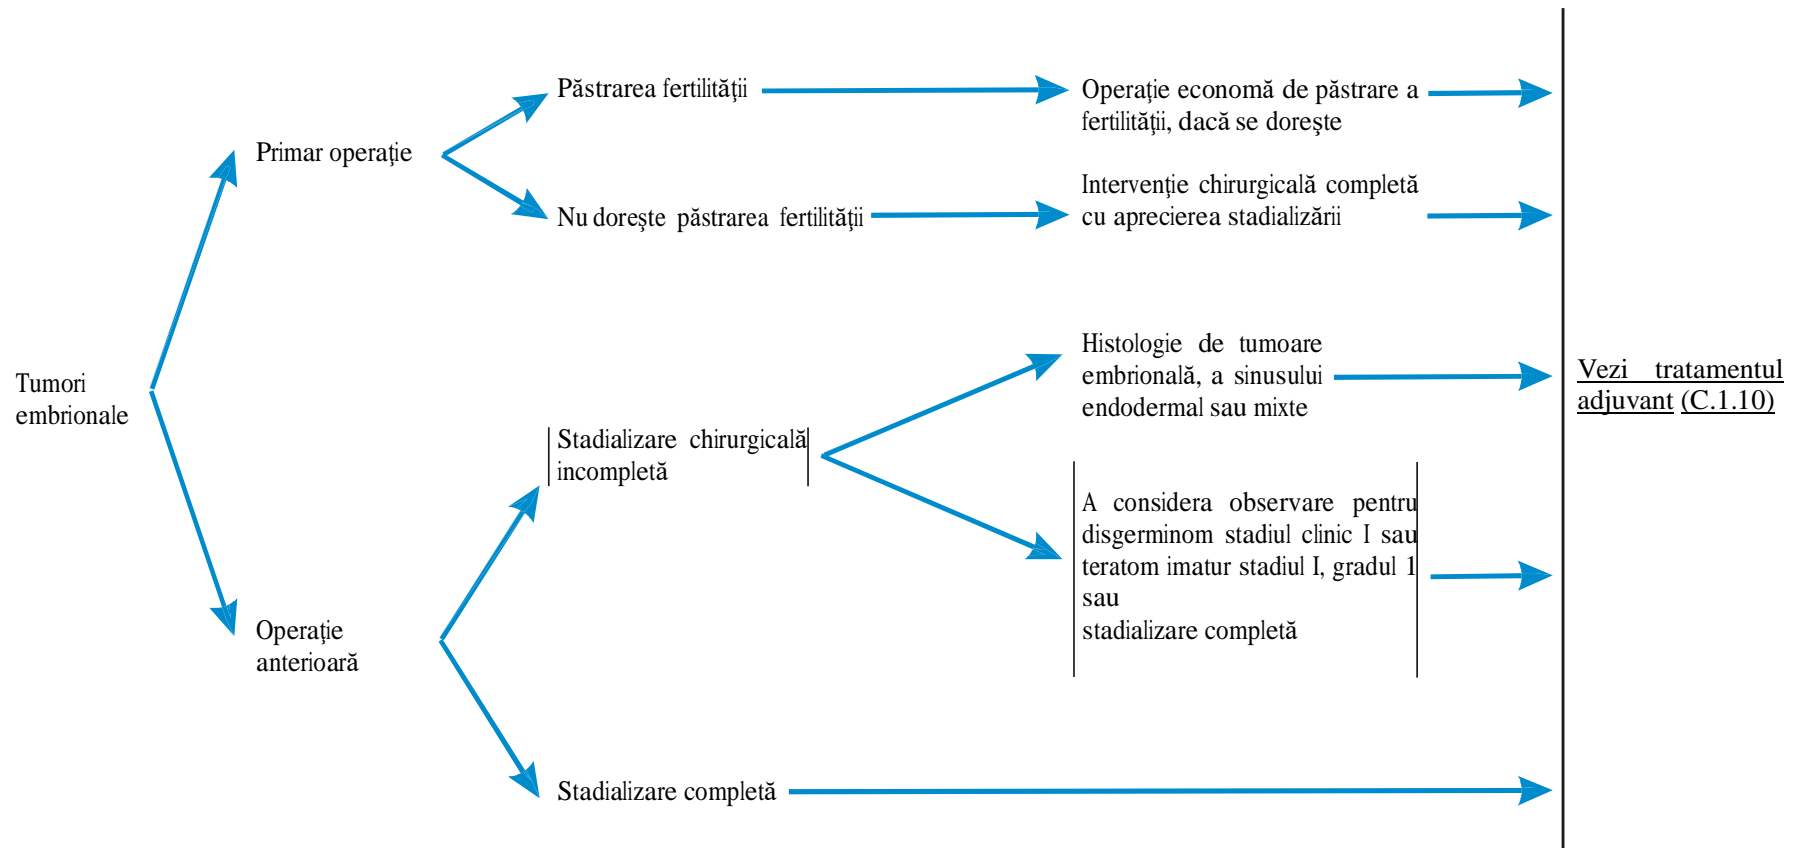 Păstrarea fertilităţii
Operaţie economă de păstrare a
fertilităţii, dacă se doreşte
Primar operaţie
Intervenţie chirurgicală completă
cu aprecierea stadializării
Nu doreşte păstrarea fertilităţii
Histologie de tumoare
embrională, a sinusului
endodermal sau mixte
Vezi tratamentul
adjuvant (C.1.10)
Tumori
embrionale
Stadializare chirurgicală
incompletă
A considera observare pentru
disgerminom stadiul clinic I sau
teratom imatur stadiul I, gradul 1
sau
stadializare completă
Operaţie
anterioară
Stadializare completă